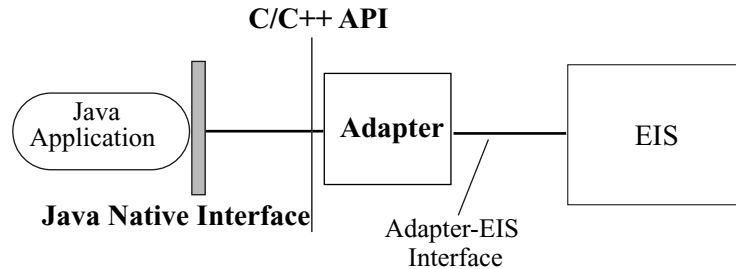 C/C++ API
Java
Application
Adapter
EIS
Java Native Interface
Adapter-EIS
Interface